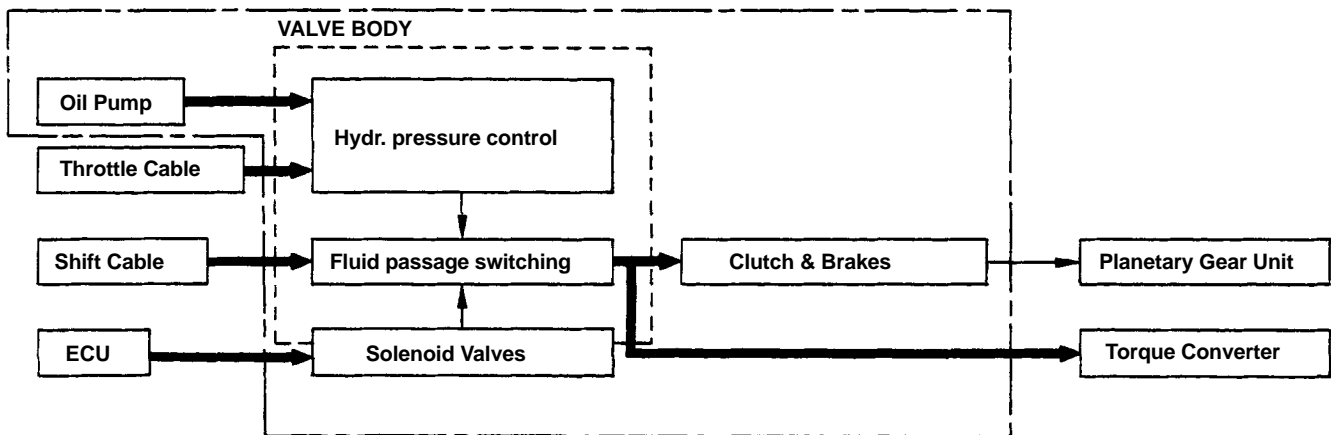 VALVE BODY
Oil Pump
Hydr. pressure control
Throttle Cable
Shift Cable
Fluid passage switching
Clutch & Brakes
Planetary Gear Unit
ECU
Solenoid Valves
Torque Converter